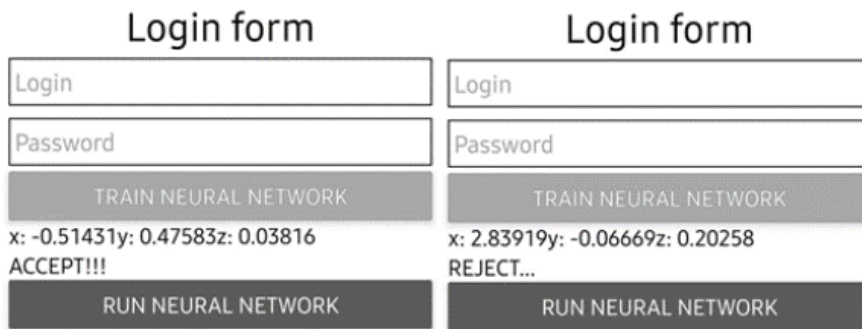 Login form
Login
Password
TRAIN NEURAL NETWORK
x: -0.51431y: 0.47583z: 0.03816
ACCEPT!!!
RUN NEURAL NETWORK
Login form
Login
Password
TRAIN NEURAL NETWORK
x: 2.83919y: -0.06669z: 0.20258
REJECT...
RUN NEURAL NETWORK